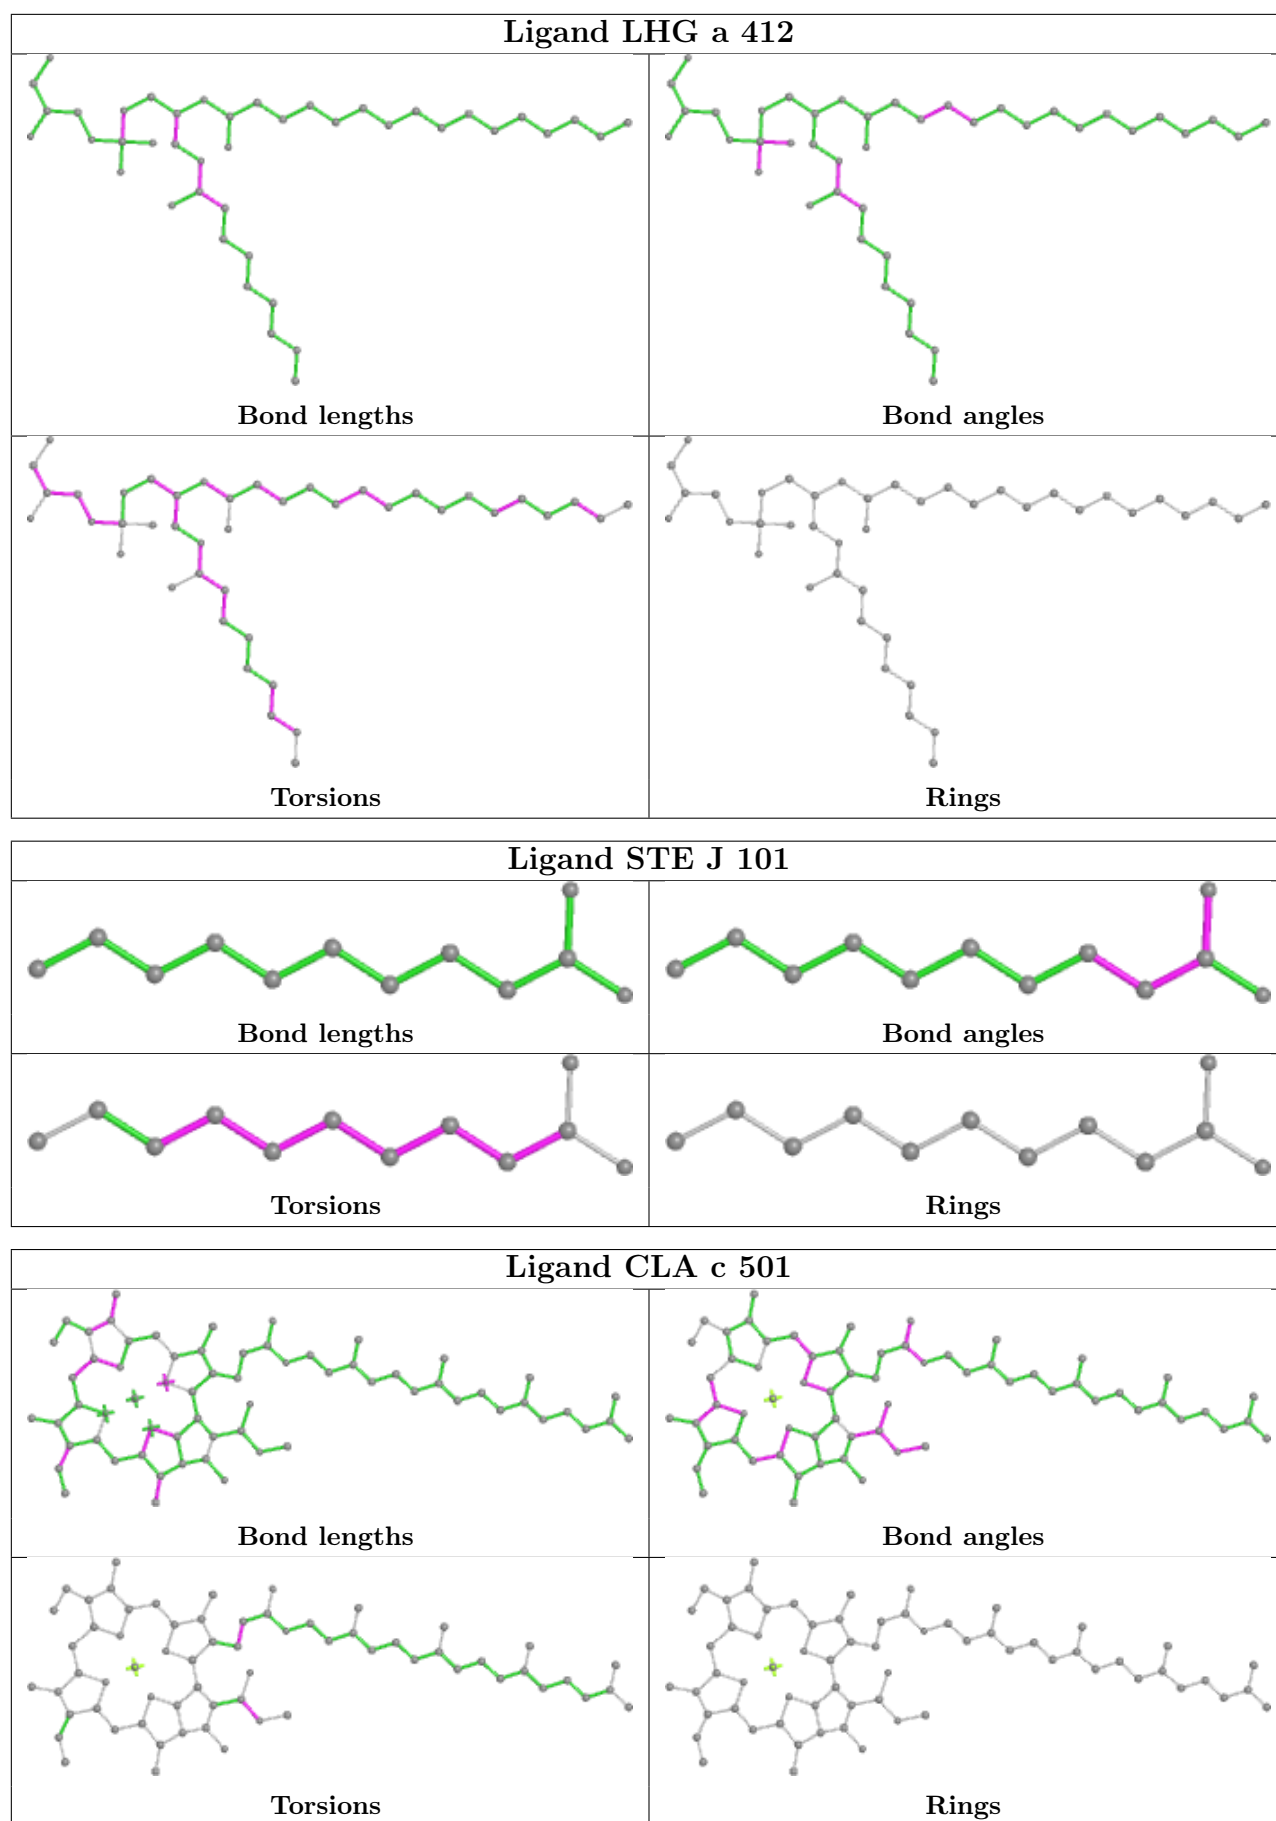 Ligand LHG a 412
Bond lengths
Bond angles
Torsions
Rings
Ligand STE J 101
Bond lengths
Bond angles
Torsions
Rings
Ligand CLA c 501
Bond lengths
Bond angles
Torsions
Rings